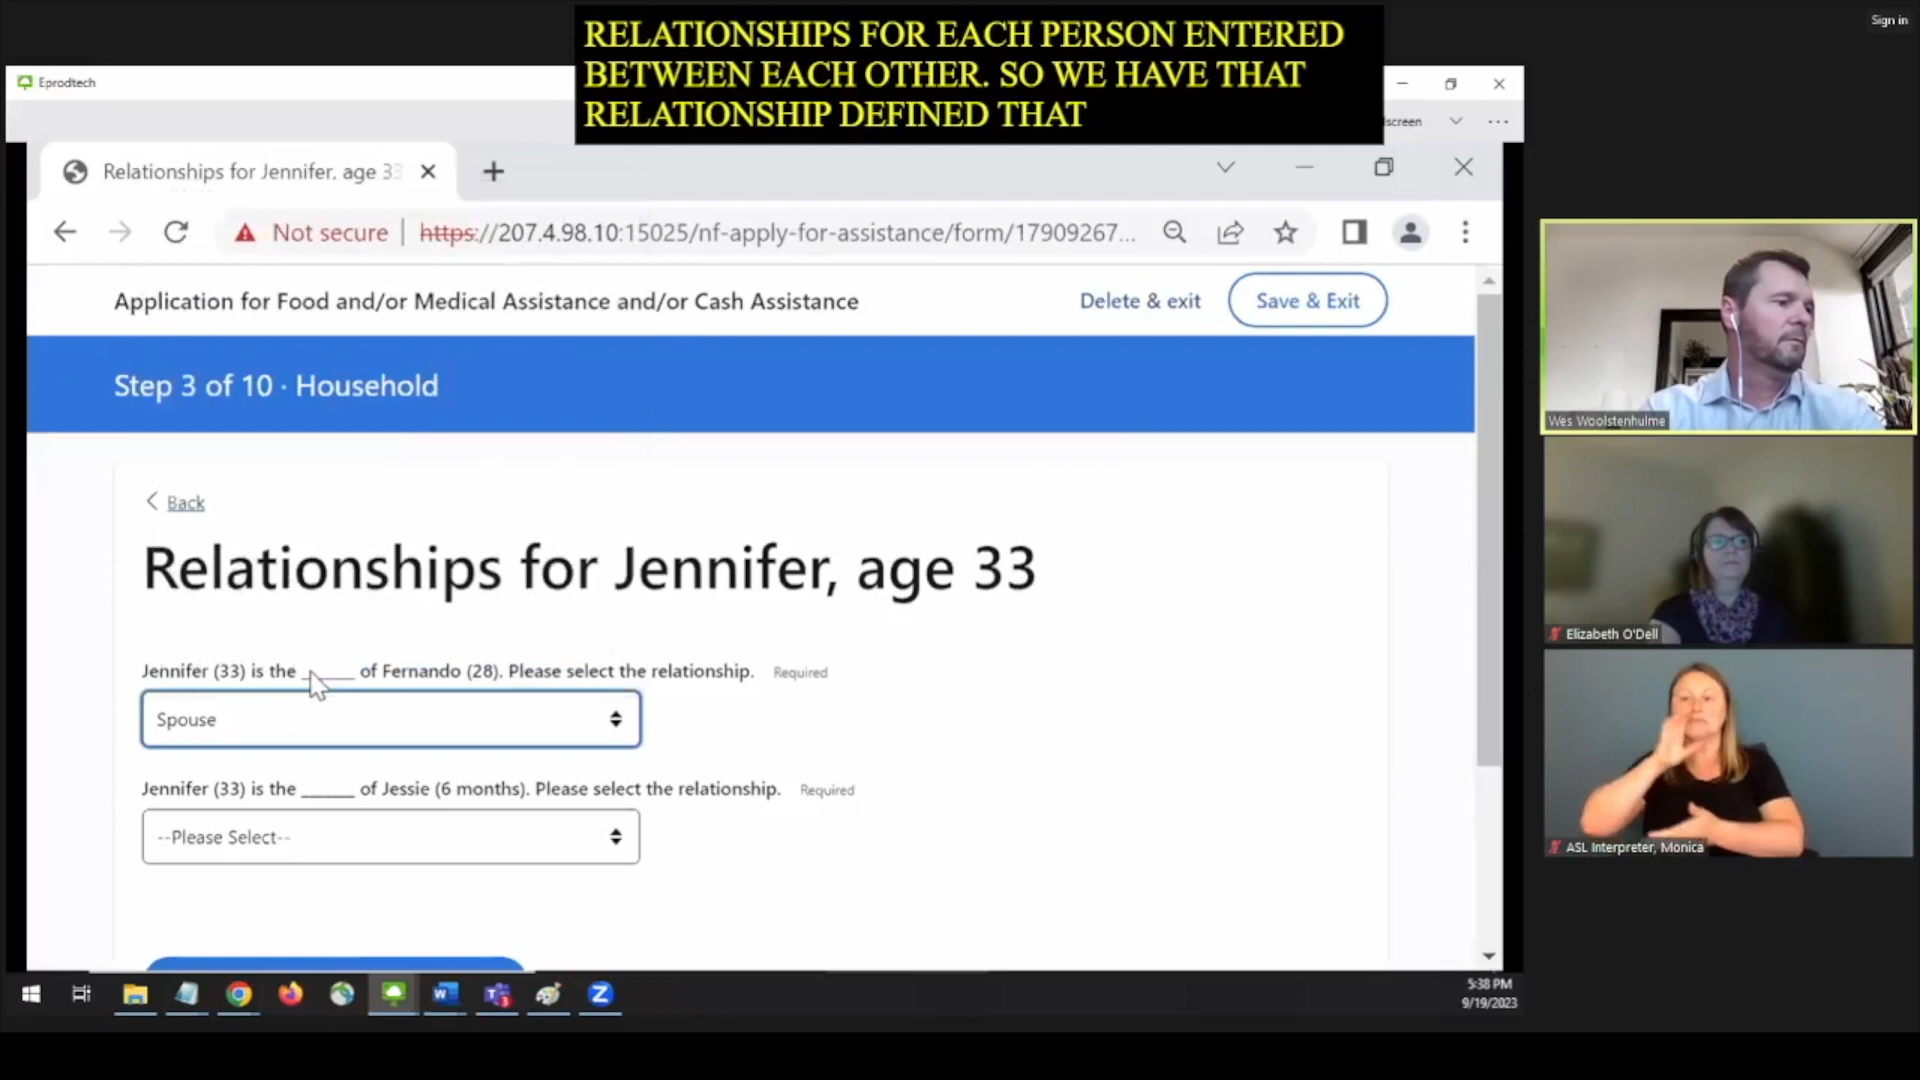 Sign in
RELATIONSHIPS FOR EACH PERSON ENTERED
BETWEEN EACH OTHER. SO WE HAVE THAT
RELATIONSHIP DEFINED THAT
Eprodtech
screen
Relationships for Jennifer, age 33
Not secure https://207.4.98.10:15025/nf-apply-for-assistance/form/17909267...
Application for Food and/or Medical Assistance and/or Cash Assistance
Delete & exit
Save & Exit
Step 3 of 10 · Household
Back
Relationships for Jennifer, age 33
Jennifer (33) is the ______ of Fernando (28). Please select the relationship. Required
Spouse
Jennifer (33) is the ______ of Jessie (6 months). Please select the relationship. Required
--Please Select--
5:38 PM
9/19/2023
Wes Woolstenhulme
Elizabeth O'Dell
ASL Interpreter, Monica